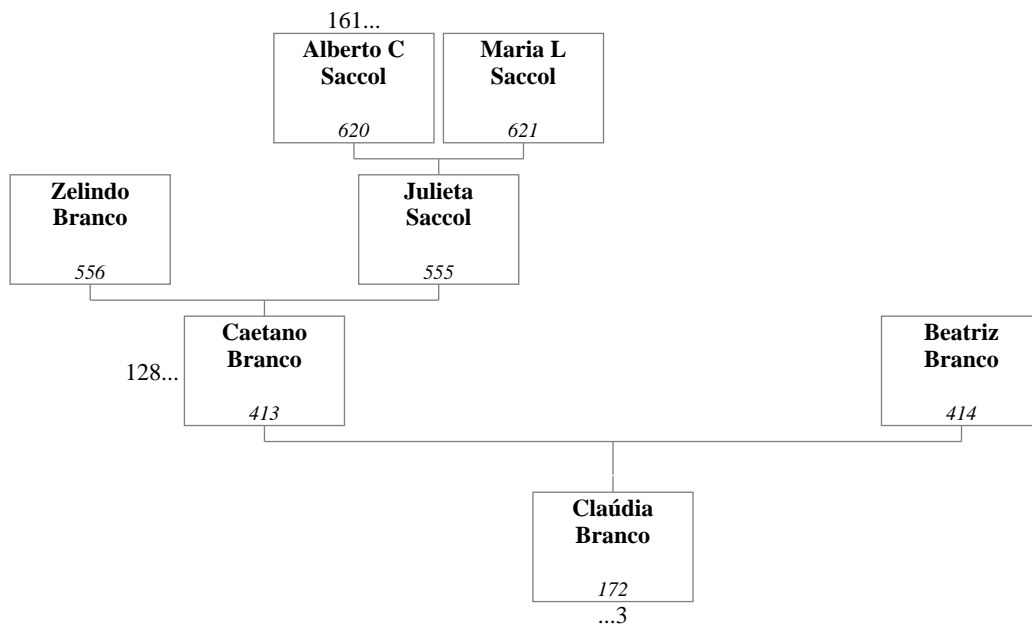 161...
Alberto C
Saccol
620
Maria L
Saccol
621
Zelindo
Branco
556
Julieta
Saccol
555
128...
Caetano
Branco
413
Beatriz
Branco
414
Claúdia
Branco
172
...3